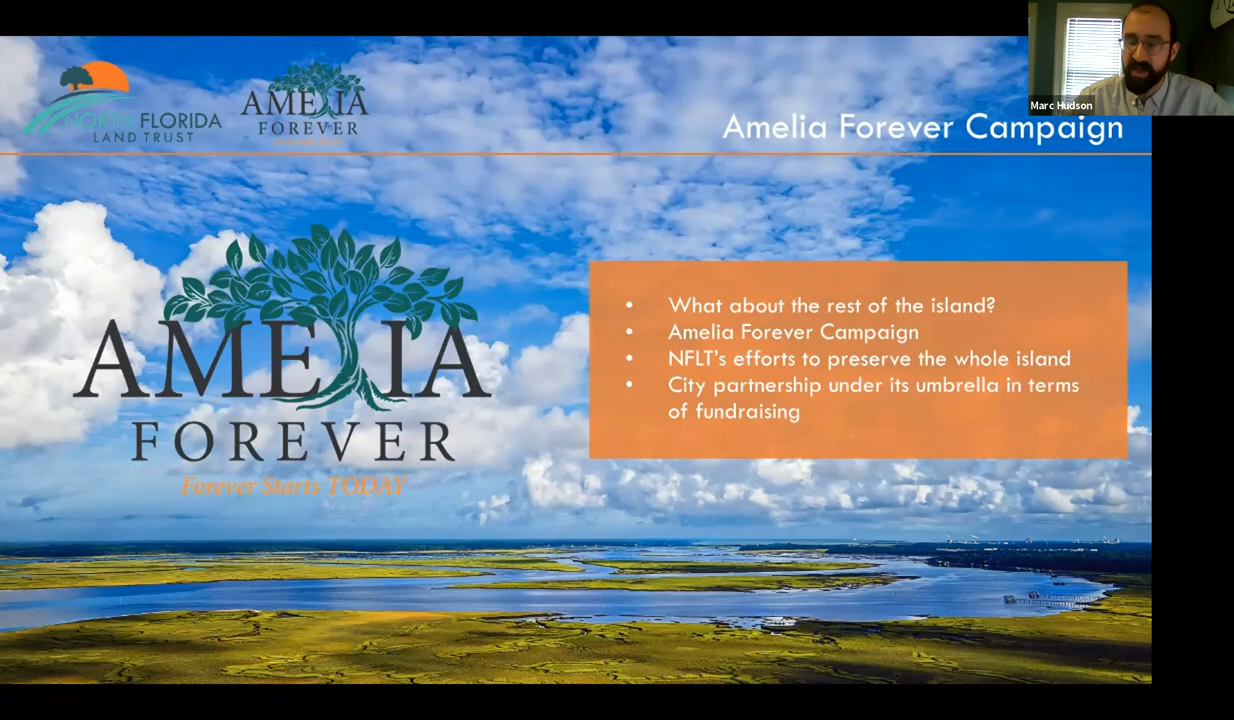 Marc Hudson
NORTH FLORIDA
LAND TRUST
AMELIA
FOREVER
Amelia Forever Campaign
AMELIA
FOREVER
Forever Starts TODAY
• What about the rest of the island?
• Amelia Forever Campaign
• NFLT's efforts to preserve the whole island
• City partnership under its umbrella in terms
of fundraising